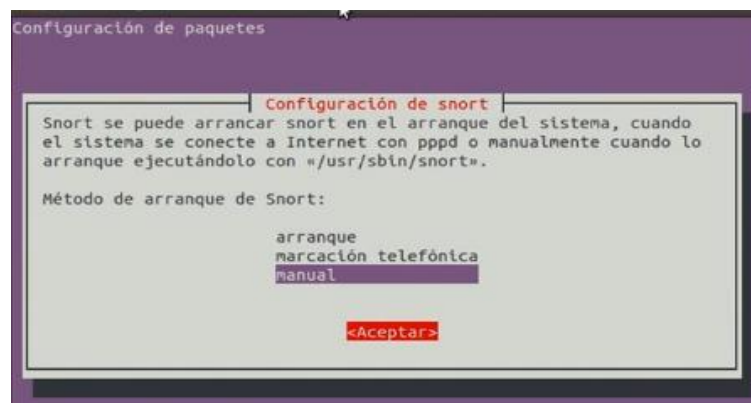 Configuración de paquetes
Configuración de snort
Snort se puede arrancar snort en el arranque del sistema, cuando
el sistema se conecte a Internet con pppd o manualmente cuando lo
arranque ejecutándolo con «/usr/sbin/snort».
Método de arranque de Snort:
arranque
marcación telefónica
manual
<Aceptar>